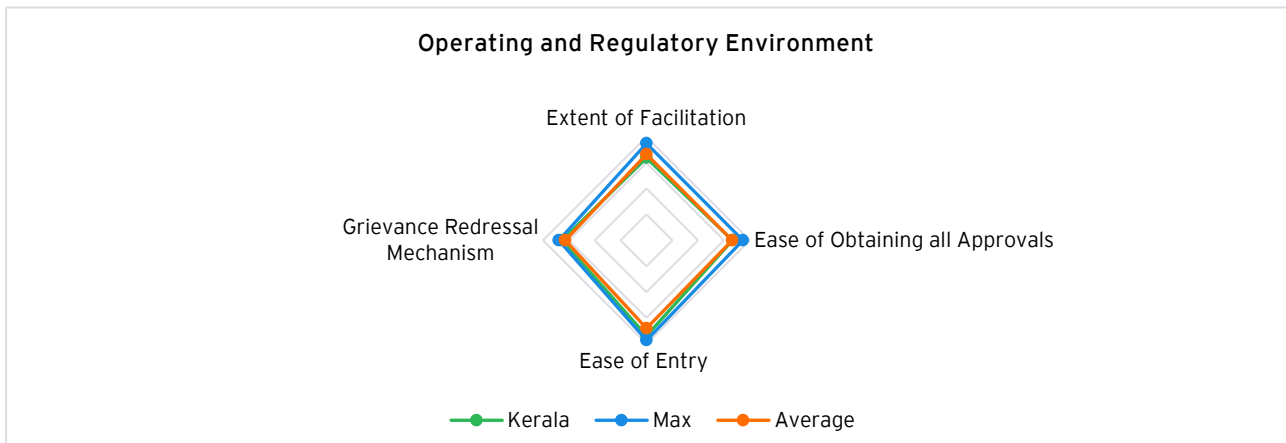 Operating and Regulatory Environment
Extent of Facilitation
Grievance Redressal
Mechanism
Ease of Obtaining all Approvals
Ease of Entry
Kerala
Max
Average